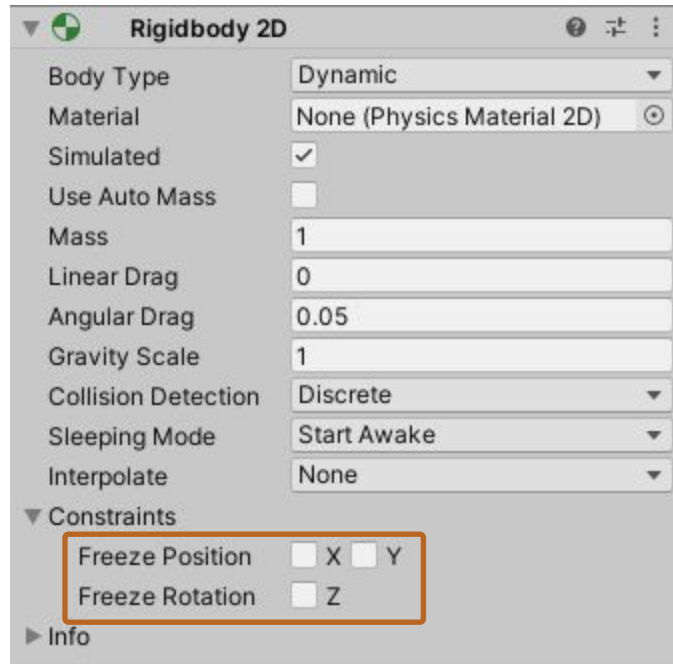 Rigidbody 2D
Body Type Dynamic
Material None (Physics Material 2D)
Simulated
Use Auto Mass
Mass 1
Linear Drag 0
Angular Drag 0.05
Gravity Scale 1
Collision Detection Discrete
Sleeping Mode Start Awake
Interpolate None
Constraints
Freeze Position X Y
Freeze Rotation Z
Info